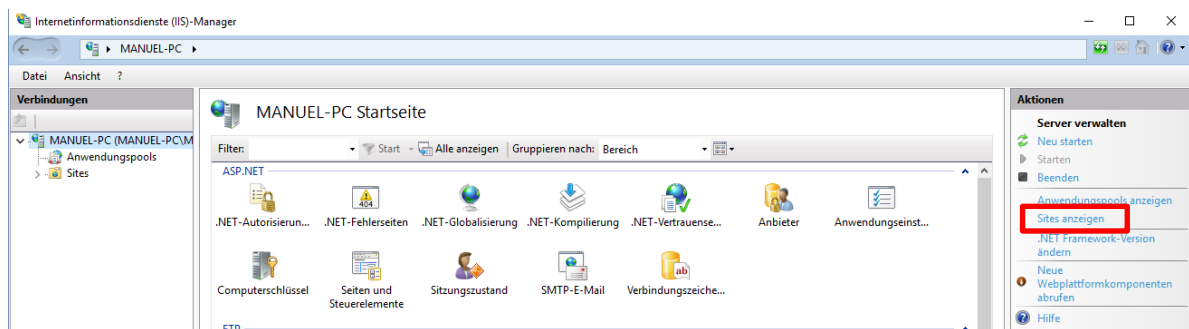 Internetinformationsdienste (IIS)-Manager
MANUEL-PC
Datei Ansicht ?
Verbindungen
MANUEL-PC (MANUEL-PC\M
Anwendungspools
Sites
MANUEL-PC Startseite
Filter: Start Alle anzeigen Gruppieren nach: Bereich
ASP.NET
404
.NET-Autorisierun... .NET-Fehlerseiten .NET-Globalisierung .NET-Kompilierung .NET-Vertrauense... Anbieter Anwendungseinst...
ab
Computerschlüssel Seiten und Steuerelemente Sitzungszustand SMTP-E-Mail Verbindungszeiche...
FTP
Aktionen
Server verwalten
Neu starten
Starten
Beenden
Anwendungspools anzeigen
Sites anzeigen
.NET Framework-Version
ändern
Neue
Webplattformkomponenten
abrufen
Hilfe